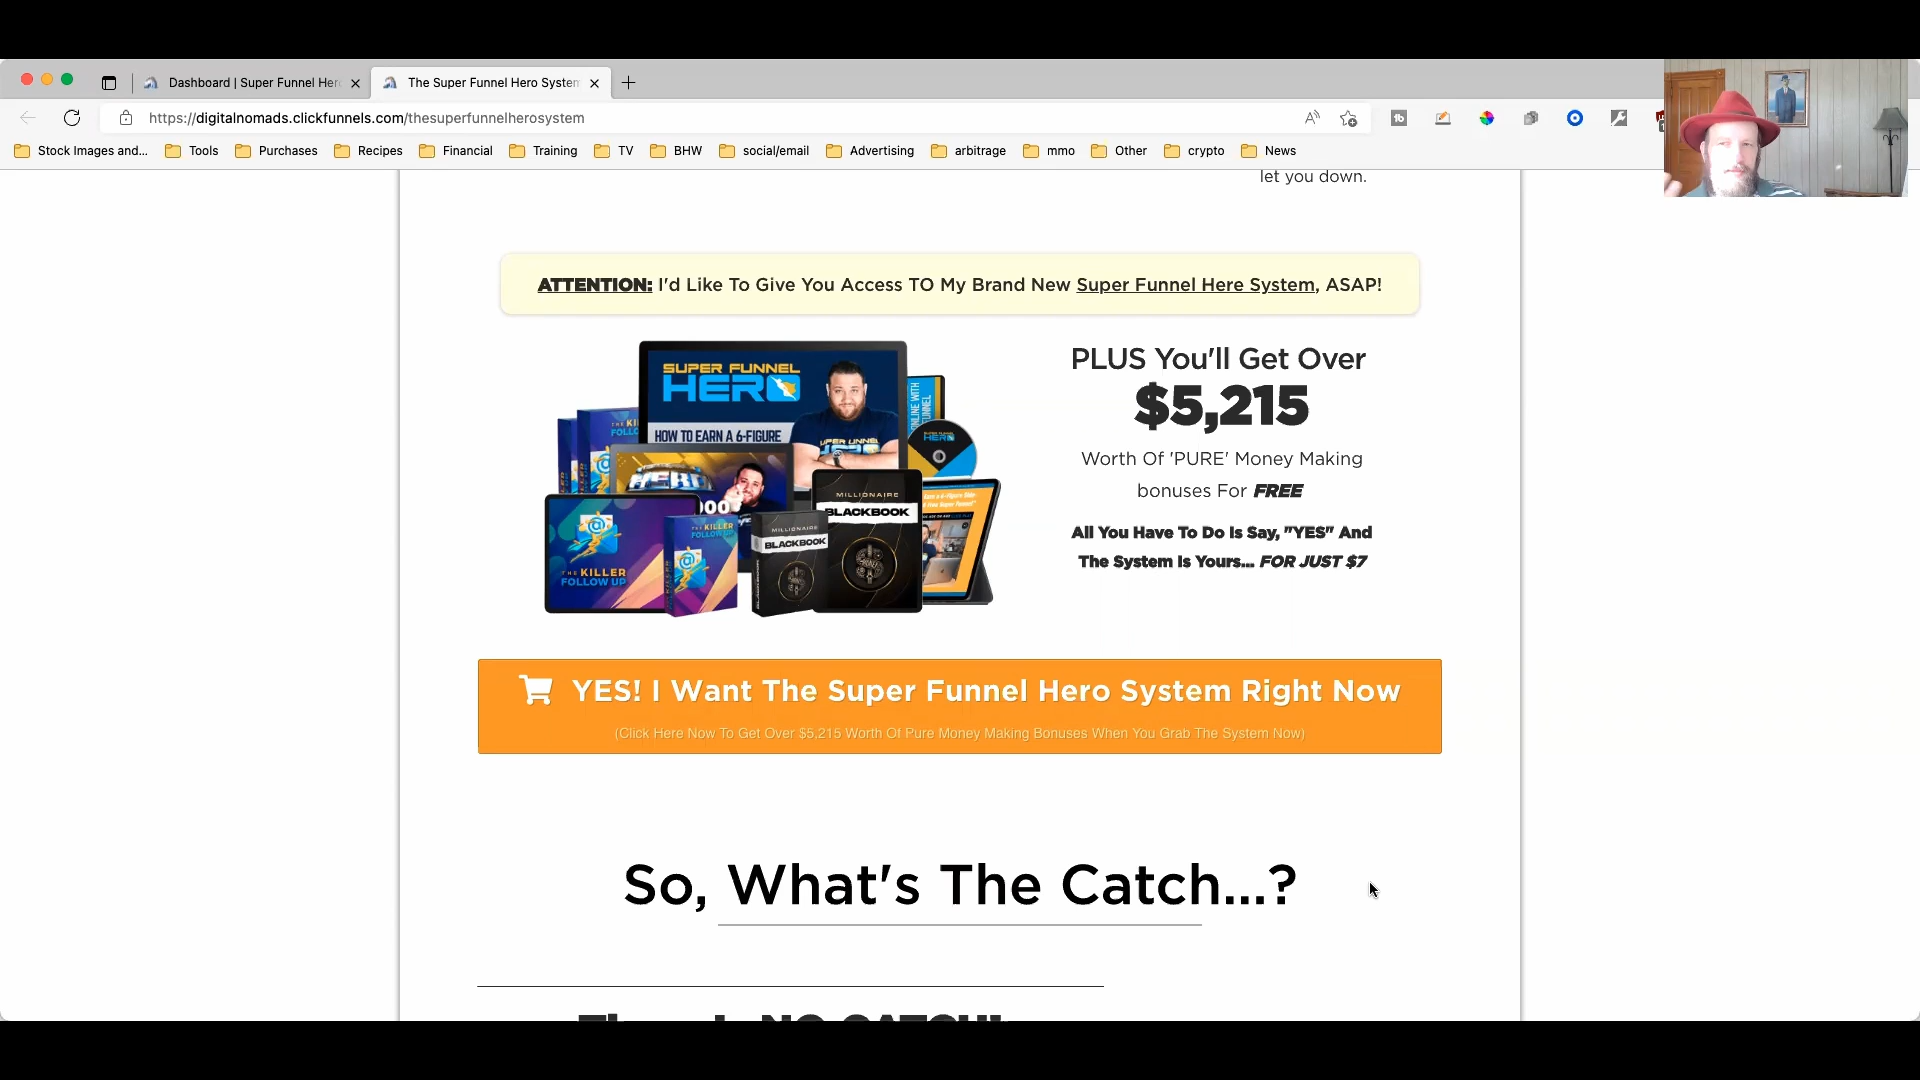 Dashboard | Super Funnel Her
The Super Funnel Hero System
https://digitalnomads.clickfunnels.com/thesuperfunnelherosystem
Stock Images and...
Tools
Purchases
Recipes
Financial
Training
TV
BHW
social/email
Advertising
arbitrage
mmo
Other
crypto
News
let you down.
ATTENTION: I'd Like To Give You Access TO My Brand New Super Funnel Here System, ASAP!
SUPER FUNNEL
HERO
HOW TO EARN A 6-FIGURE
THE KILLER
FOLLOW UP
MILLIONAIRE
BLACKBOOK
MILLIONAIRE
BLACKBOOK
PLUS You'll Get Over
$5,215
Worth Of 'PURE' Money Making
bonuses For FREE
All You Have To Do Is Say, "YES" And
The System Is Yours... FOR JUST $7
YES! I Want The Super Funnel Hero System Right Now
(Click Here Now To Get Over $5,215 Worth Of Pure Money Making Bonuses When You Grab The System Now)
So, What's The Catch...?